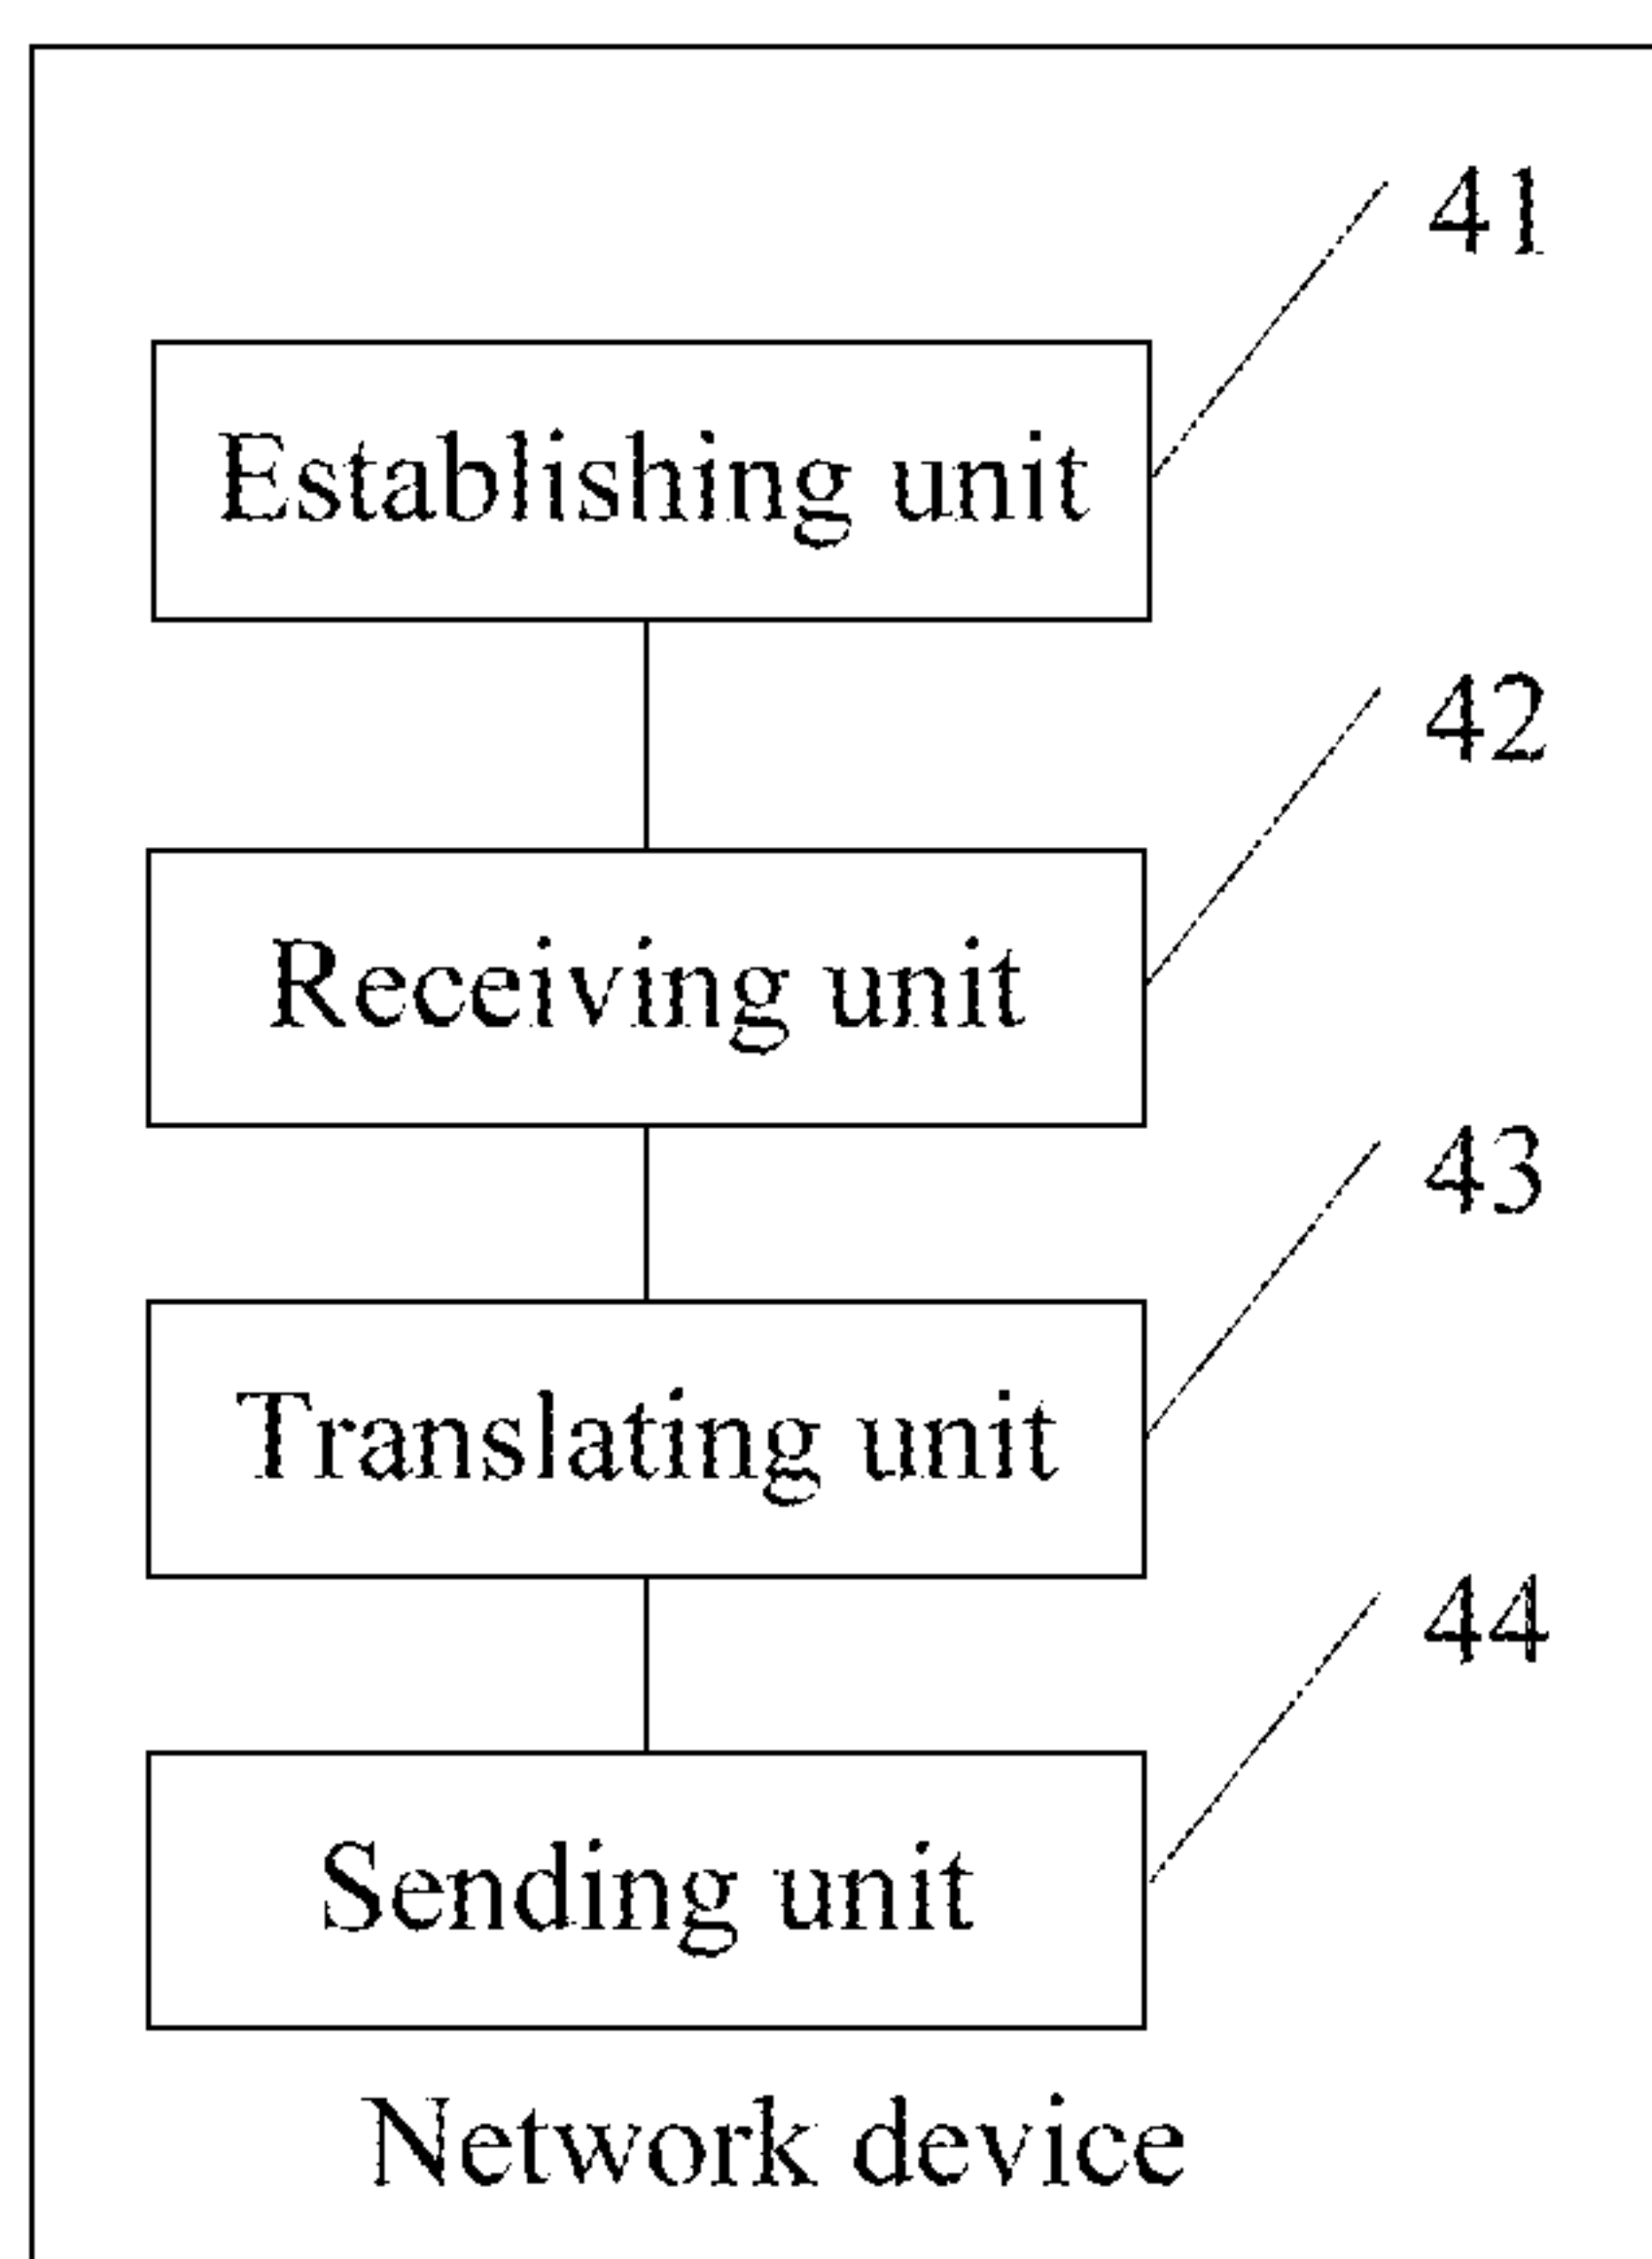 41
Establishing unit
42
Receiving unit
43
Translating unit
44
Sending unit
Network device